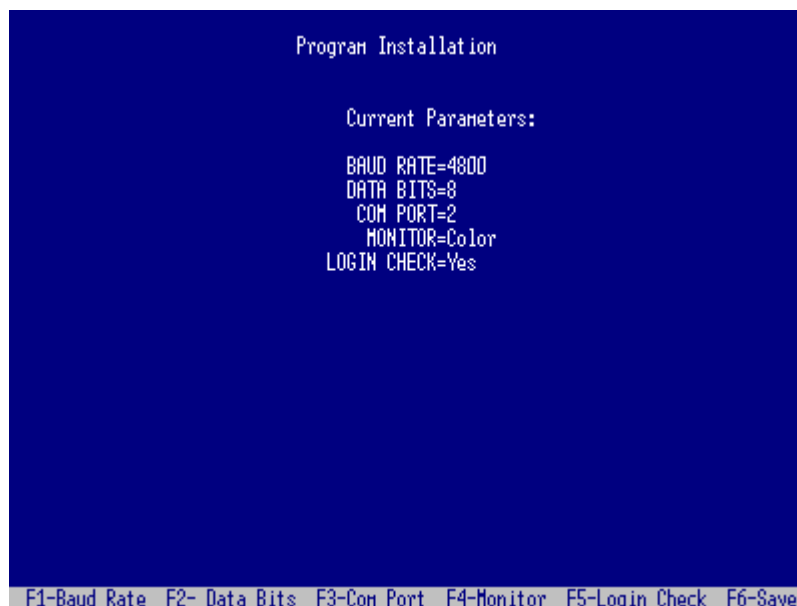 Program Installation
Current Parameters:
BAUD RATE=4800
DATA BITS=8
COM PORT=2
MONITOR=Color
LOGIN CHECK=Yes
F1-Baud Rate F2- Data Bits F3-Com Port F4-Monitor F5-Login Check F6-Save